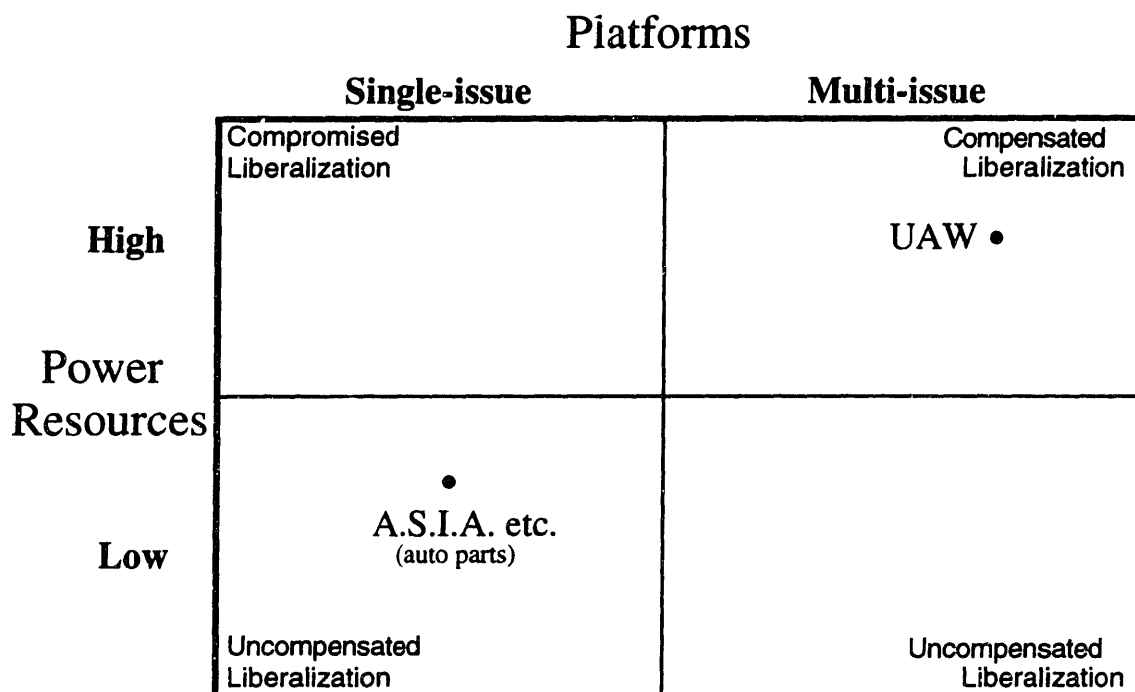 Platforms
Single-issue Multi-issue
Compromised
Liberalization
Compensated
Liberalization
High
UAW
Power
Resources
A.S.I.A. etc.
(auto parts)
Low
Uncompensated
Liberalization
Uncompensated
Liberalization